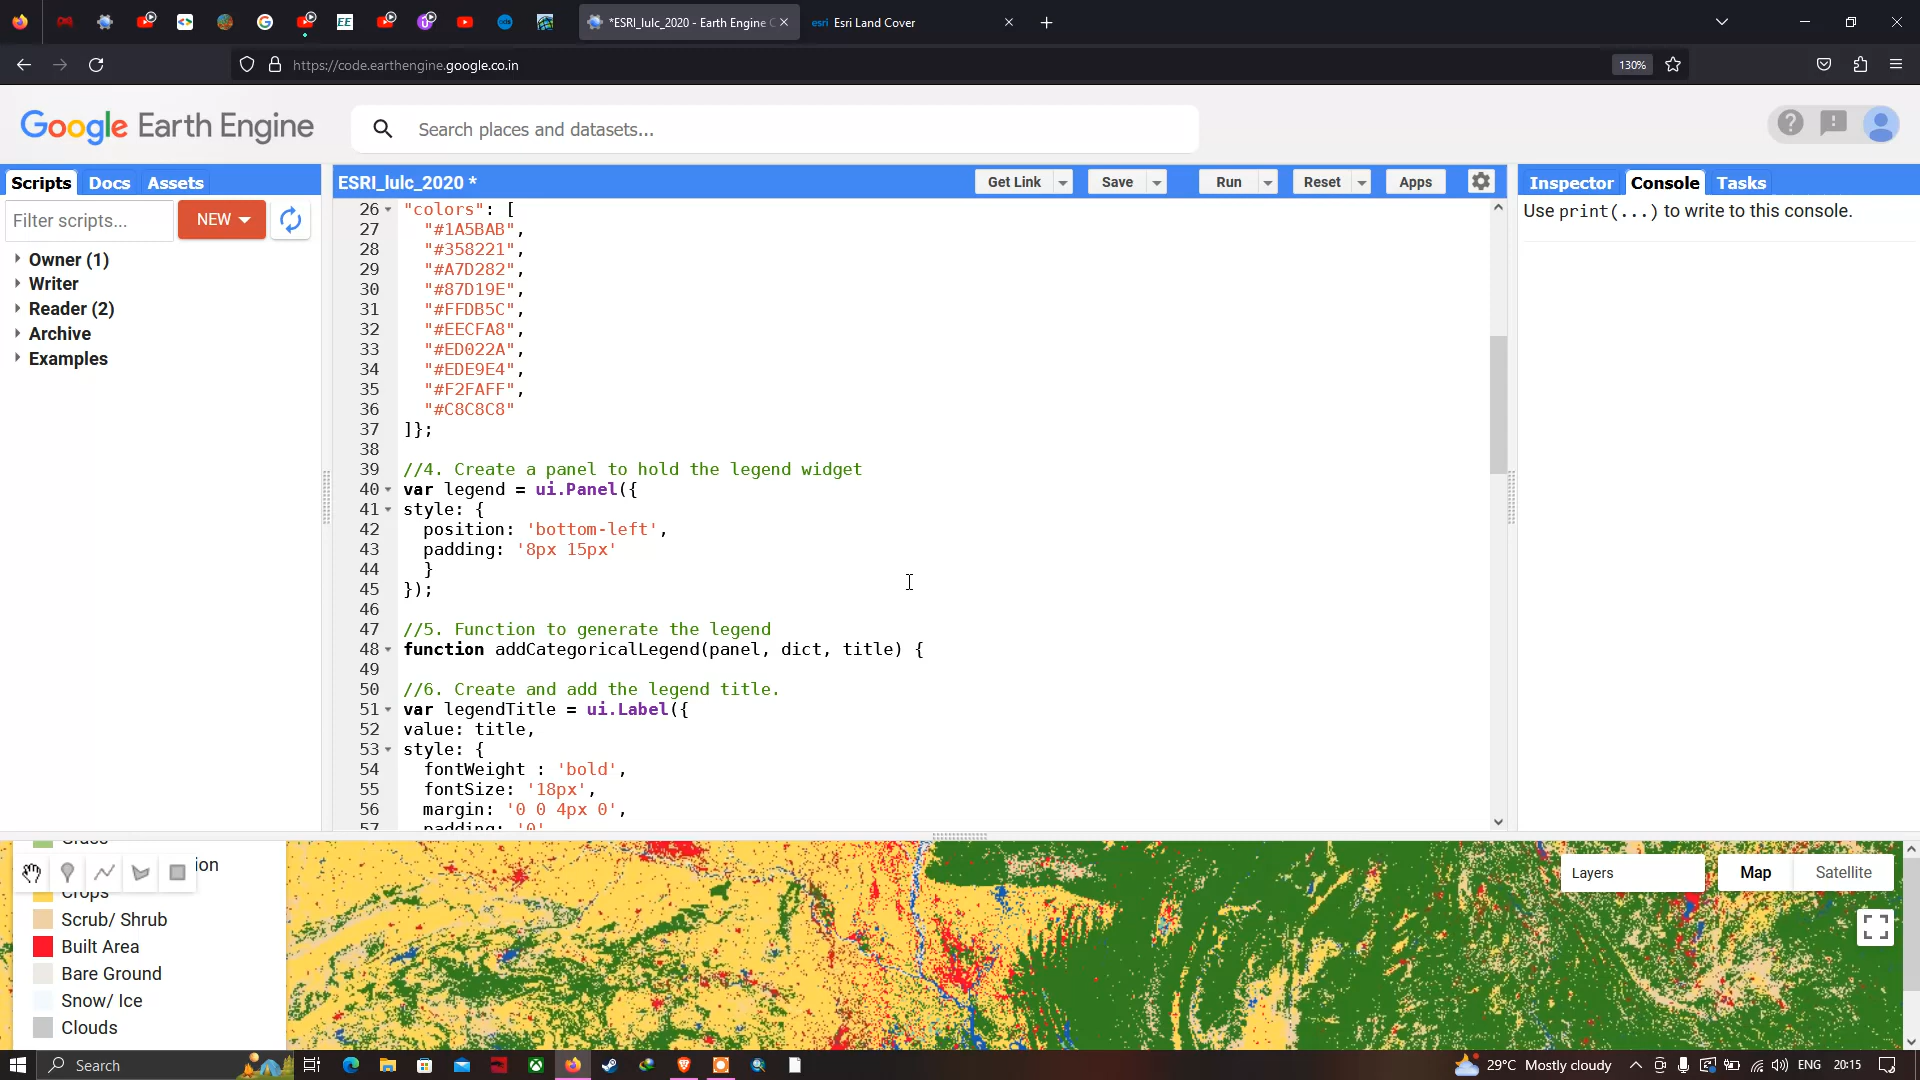 *ESRI_lulc_2020 - Earth Engine C
esri Esri Land Cover
https://code.earthengine.google.co.in
130%
Google Earth Engine
Search places and datasets...
Scripts Docs Assets
ESRI_lulc_2020 *
Get Link Save Run Reset Apps
Inspector Console Tasks
Filter scripts...
NEW
Use print(...) to write to this console.
Owner (1)
Writer
Reader (2)
Archive
Examples
26 "colors": [
27 "#1A5BAB",
28 "#358221",
29 "#A7D282",
30 "#87D19E",
31 "#FFDB5C",
32 "#EECFA8",
33 "#ED022A",
34 "#EDE9E4",
35 "#F2FAFF",
36 "#C8C8C8"
37 ]};
38
39 //4. Create a panel to hold the legend widget
40 var legend = ui.Panel({
41 style: {
42 position: 'bottom-left',
43 padding: '8px 15px'
44 }
45 });
46
47 //5. Function to generate the legend
48 function addCategoricalLegend(panel, dict, title) {
49
50 //6. Create and add the legend title.
51 var legendTitle = ui.Label({
52 value: title,
53 style: {
54 fontWeight : 'bold',
55 fontSize: '18px',
56 margin: '0 0 4px 0',
57 padding: '0'
Grass
ion
Crops
Scrub/ Shrub
Built Area
Bare Ground
Snow/ Ice
Clouds
Layers
Map
Satellite
Search
29°C Mostly cloudy
ENG
20:15